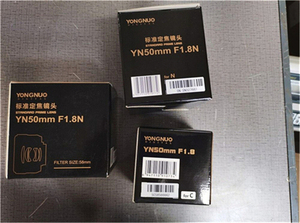 YONGNUO
标准定焦镜头
STANDARD PRIME LENS
YN50mm F1.8N
for N
YONGNUO
标准定焦镜头
STANDARD PRIME LENS
YN50mm F1.8N
FILTER SIZE:58mm
YONGNUO
YN50mm F1.8
for C